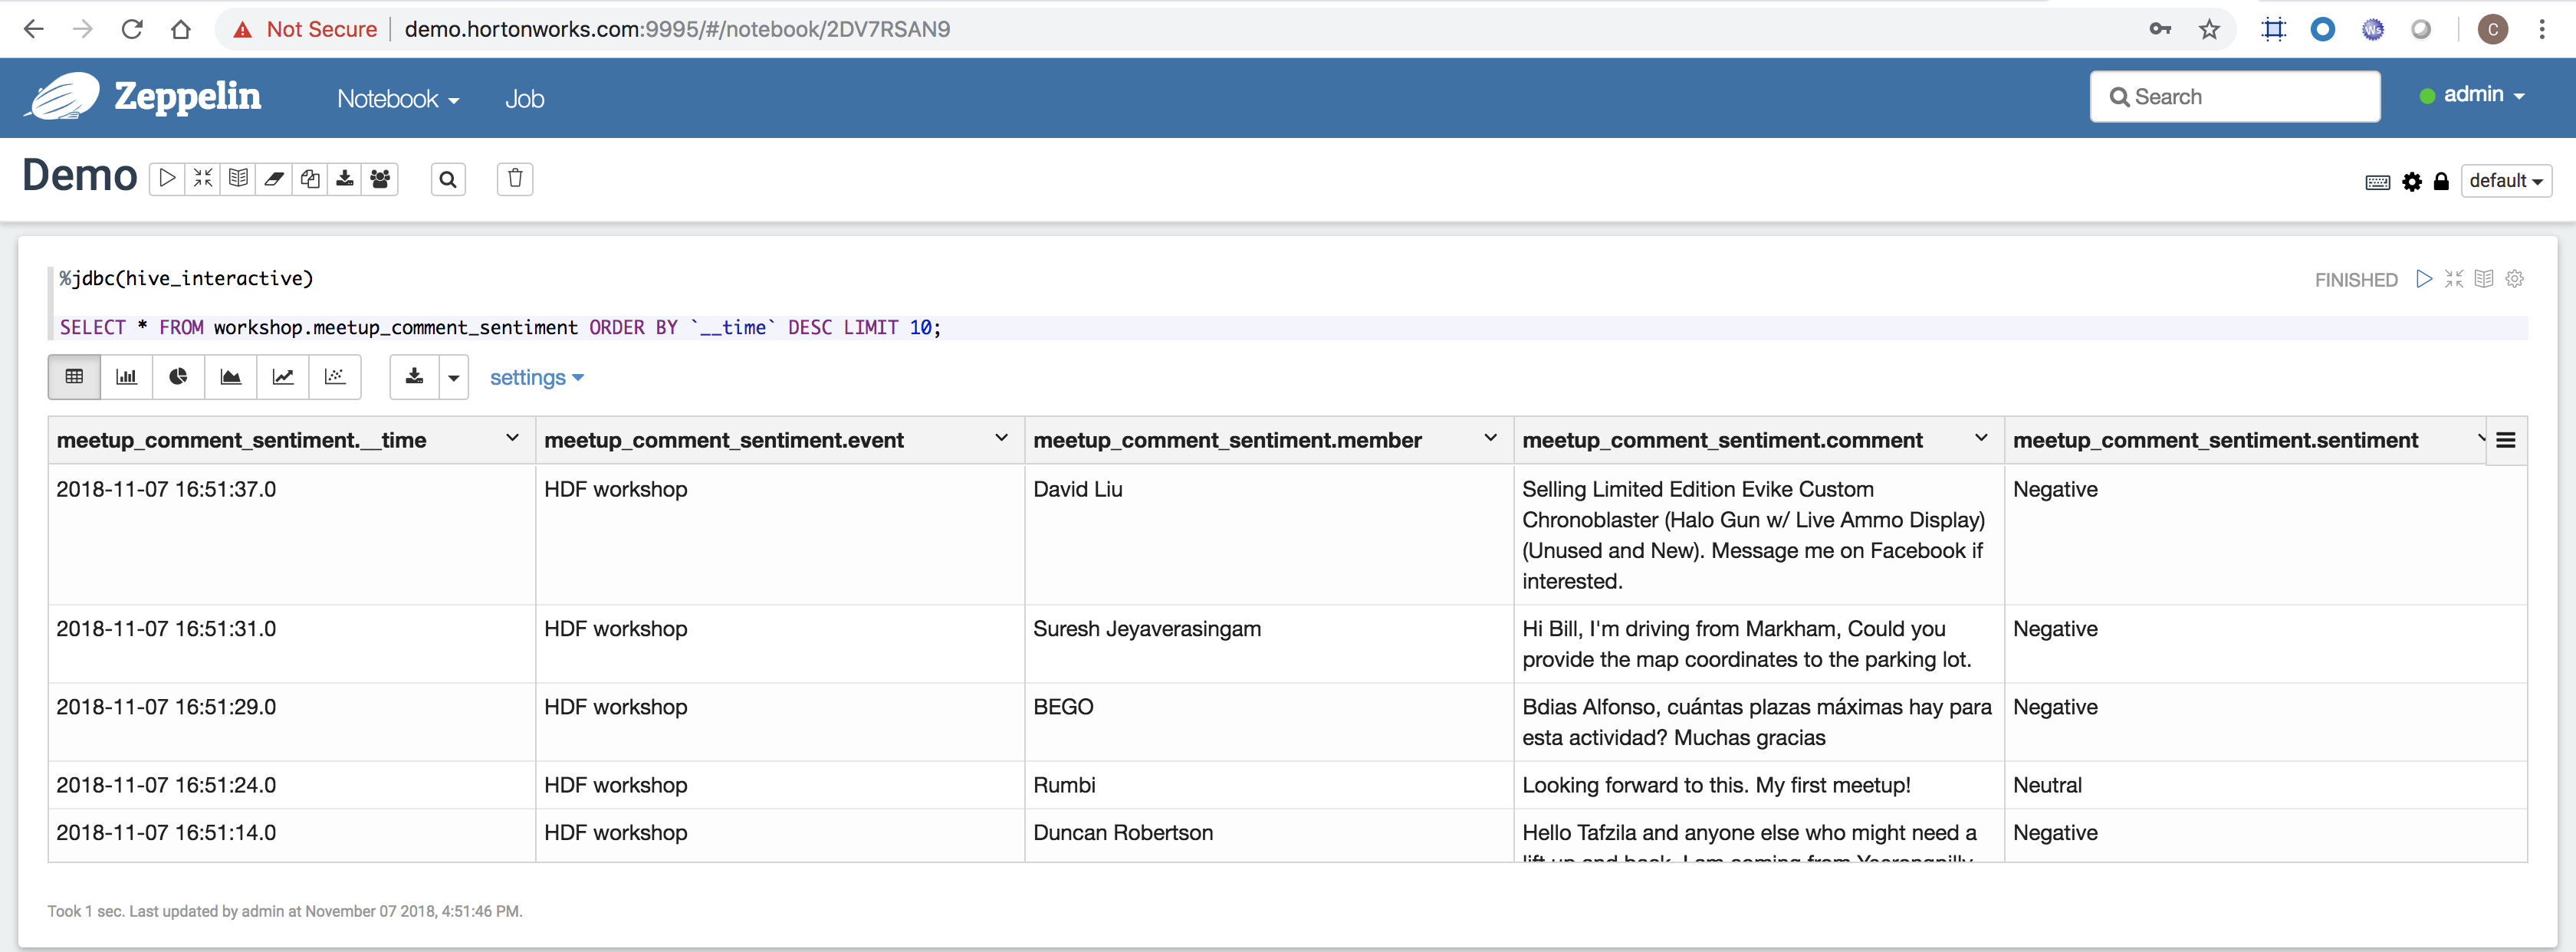 Not Secure demo.hortonworks.com:9995/#/notebook/2DV7RSAN9
Ws
C
Zeppelin Notebook Job Search admin
Demo default
%jdbc(hive_interactive) FINISHED
SELECT * FROM workshop.meetup_comment_sentiment ORDER BY `__time` DESC LIMIT 10;
settings
meetup_comment_sentiment.__time meetup_comment_sentiment.event meetup_comment_sentiment.member meetup_comment_sentiment.comment meetup_comment_sentiment.sentiment
2018-11-07 16:51:37.0 HDF workshop David Liu Selling Limited Edition Evike Custom Negative
Chronoblaster (Halo Gun w/ Live Ammo Display)
(Unused and New). Message me on Facebook if
interested.
2018-11-07 16:51:31.0 HDF workshop Suresh Jeyaverasingam Hi Bill, I'm driving from Markham, Could you Negative
provide the map coordinates to the parking lot.
2018-11-07 16:51:29.0 HDF workshop BEGO Bdias Alfonso, cuántas plazas máximas hay para Negative
esta actividad? Muchas gracias
2018-11-07 16:51:24.0 HDF workshop Rumbi Looking forward to this. My first meetup! Neutral
2018-11-07 16:51:14.0 HDF workshop Duncan Robertson Hello Tafzila and anyone else who might need a Negative
lift up and back. I am coming from
Took 1 sec. Last updated by admin at November 07 2018, 4:51:46 PM.